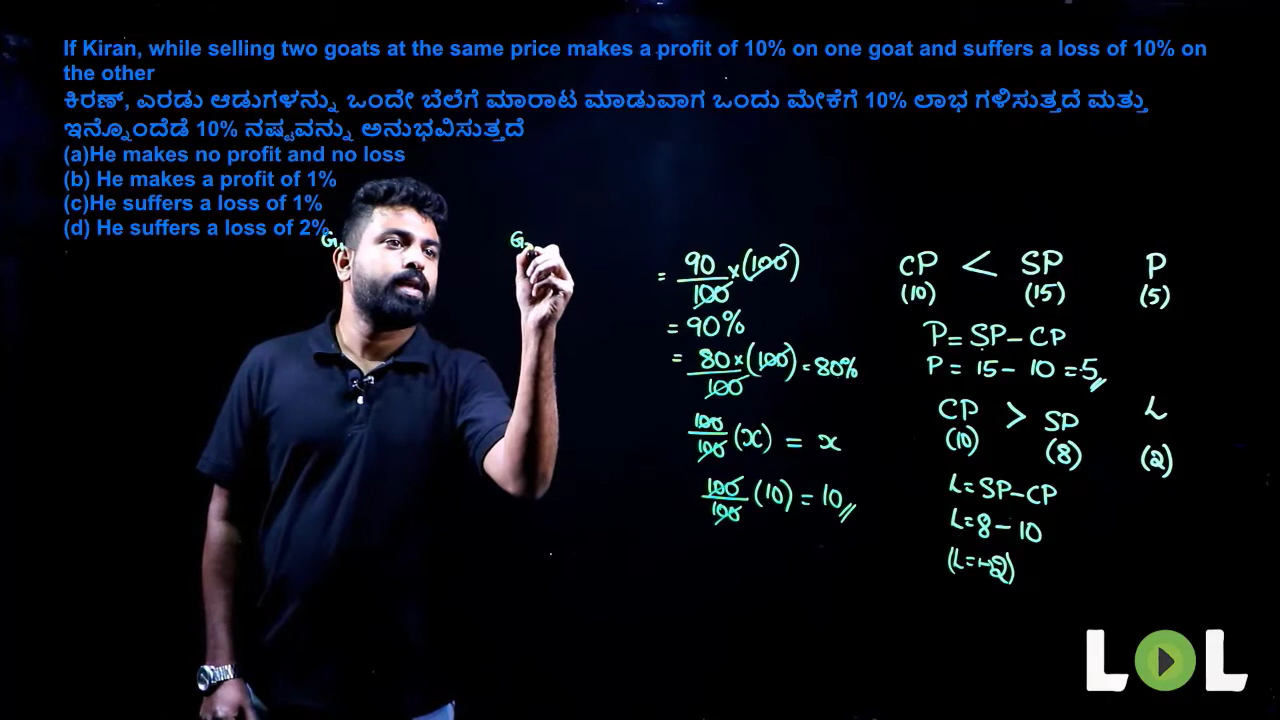 If Kiran, while selling two goats at the same price makes a profit of 10% on one goat and suffers a loss of 10% on
the other
ಕಿರಣ್, ಎರಡು ಆಡುಗಳನ್ನು ಒಂದೇ ಬೆಲೆಗೆ ಮಾರಾಟ ಮಾಡುವಾಗ ಒಂದು ಮೇಕೆಗೆ 10% ಲಾಭ ಗಳಿಸುತ್ತದೆ ಮತ್ತು
ಇನ್ನೊಂದೆಡೆ 10% ನಷ್ಟವನ್ನು ಅನುಭವಿಸುತ್ತದೆ
(a)He makes no profit and no loss
(b) He makes a profit of 1%
(c)He suffers a loss of 1%
(d) He suffers a loss of 2%
G₁ G₂
= 90/100 × (100)
= 90%
= 80/100 × (100) = 80%
100/100 (x) = x
100/100 (10) = 10
CP < SP P
(10) (15) (5)
P = SP - CP
P = 15 - 10 = 5
CP > SP L
(10) (8) (2)
L = SP - CP
L = 8 - 10
(L = -2)
LOL